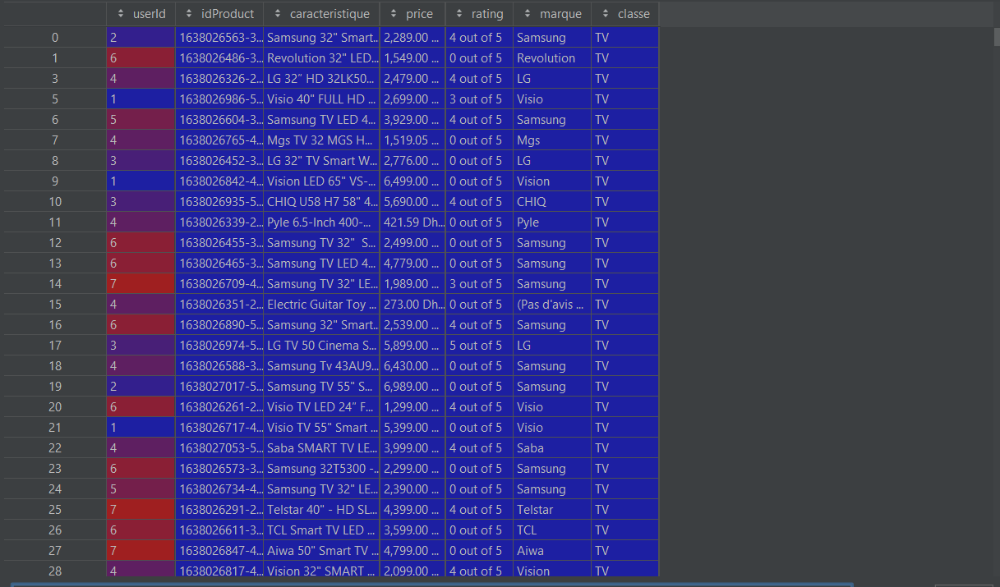 userId idProduct caracteristique price rating marque classe
0 2 1638026563-3... Samsung 32" Smart... 2,289.00 ... 4 out of 5 Samsung TV
1 6 1638026486-3... Revolution 32" LED... 1,549.00 ... 0 out of 5 Revolution TV
3 4 1638026326-2... LG 32" HD 32LK50... 2,479.00 ... 4 out of 5 LG TV
5 1 1638026986-5... Visio 40" FULL HD ... 2,699.00 ... 3 out of 5 Visio TV
6 5 1638026604-3... Samsung TV LED 4... 3,929.00 ... 4 out of 5 Samsung TV
7 4 1638026765-4... Mgs TV 32 MGS H... 1,519.05 ... 0 out of 5 Mgs TV
8 3 1638026452-3... LG 32" TV Smart W... 2,776.00 ... 0 out of 5 LG TV
9 1 1638026842-4... Vision LED 65" VS-... 6,499.00 ... 0 out of 5 Vision TV
10 3 1638026935-5... CHIQ U58 H7 58" 4... 5,690.00 ... 4 out of 5 CHIQ TV
11 4 1638026339-2... Pyle 6.5-Inch 400-... 421.59 Dh... 0 out of 5 Pyle TV
12 6 1638026455-3... Samsung TV 32" S... 2,499.00 ... 0 out of 5 Samsung TV
13 6 1638026465-3... Samsung TV LED 4... 4,779.00 ... 0 out of 5 Samsung TV
14 7 1638026709-4... Samsung TV 32" LE... 1,989.00 ... 3 out of 5 Samsung TV
15 4 1638026351-2... Electric Guitar Toy ... 273.00 Dh... 0 out of 5 (Pas d'avis ... TV
16 6 1638026890-5... Samsung 32" Smart... 2,539.00 ... 4 out of 5 Samsung TV
17 3 1638026974-5... LG TV 50 Cinema S... 5,899.00 ... 5 out of 5 LG TV
18 4 1638026588-3... Samsung Tv 43AU9... 6,430.00 ... 0 out of 5 Samsung TV
19 2 1638027017-5... Samsung TV 55" S... 6,989.00 ... 0 out of 5 Samsung TV
20 6 1638026261-2... Visio TV LED 24" F... 1,299.00 ... 4 out of 5 Visio TV
21 1 1638026717-4... Visio TV 55" Smart ... 5,399.00 ... 0 out of 5 Visio TV
22 4 1638027053-5... Saba SMART TV LE... 3,999.00 ... 4 out of 5 Saba TV
23 6 1638026573-3... Samsung 32T5300 -... 2,299.00 ... 0 out of 5 Samsung TV
24 5 1638026734-4... Samsung TV 32" LE... 2,390.00 ... 0 out of 5 Samsung TV
25 7 1638026291-2... Telstar 40" - HD SL... 4,399.00 ... 4 out of 5 Telstar TV
26 6 1638026611-3... TCL Smart TV LED ... 3,599.00 ... 0 out of 5 TCL TV
27 7 1638026847-4... Aiwa 50" Smart TV ... 4,799.00 ... 0 out of 5 Aiwa TV
28 4 1638026817-4... Vision 32" SMART ... 2,099.00 ... 4 out of 5 Vision TV